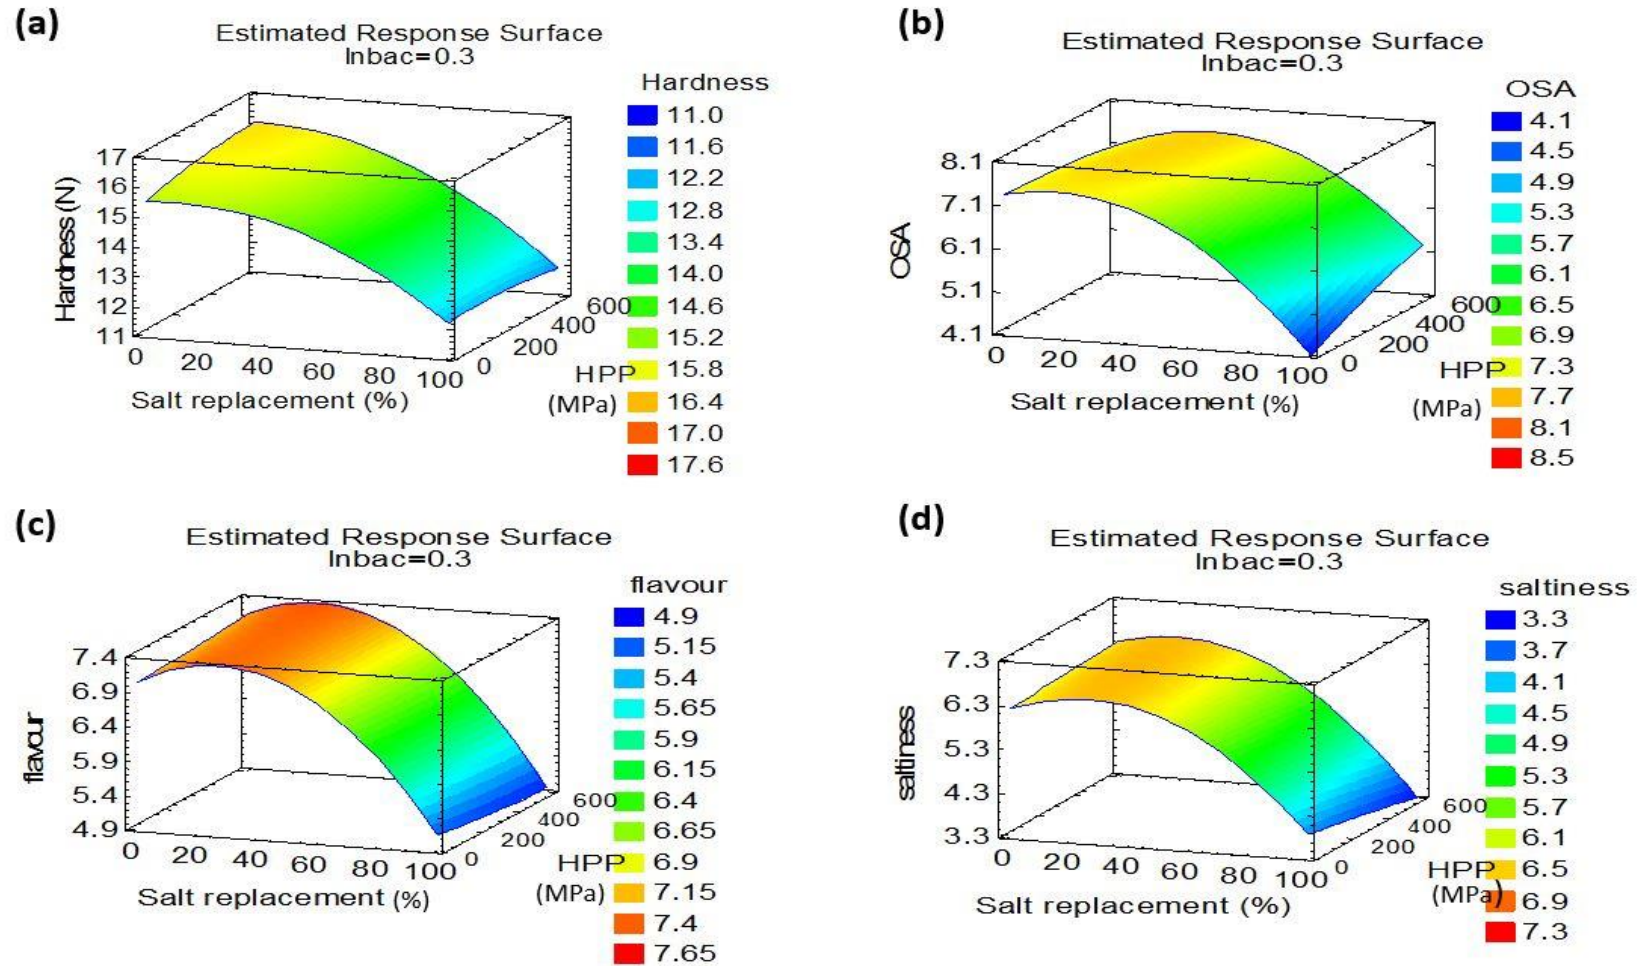 (a)
Estimated Response Surface
Inbac=0.3
Hardness
11.0
11.6
12.2
12.8
13.4
14.0
14.6
15.2
15.8
16.4
17.0
17.6
Hardness (N)
17
16
15
14
13
12
11
0 20 40 60 80 100
Salt replacement (%)
0 200 400 600
HPP
(MPa)
(b)
Estimated Response Surface
Inbac=0.3
OSA
4.1
4.5
4.9
5.3
5.7
6.1
6.5
6.9
7.3
7.7
8.1
8.5
OSA
8.1
7.1
6.1
5.1
4.1
0 20 40 60 80 100
Salt replacement (%)
0 200 400 600
HPP
(MPa)
(c)
Estimated Response Surface
Inbac=0.3
flavour
4.9
5.15
5.4
5.65
5.9
6.15
6.4
6.65
6.9
7.15
7.4
7.65
flavour
7.4
6.9
6.4
5.9
5.4
4.9
0 20 40 60 80 100
Salt replacement (%)
0 200 400 600
HPP
(MPa)
(d)
Estimated Response Surface
Inbac=0.3
saltiness
3.3
3.7
4.1
4.5
4.9
5.3
5.7
6.1
6.5
6.9
7.3
saltiness
7.3
6.3
5.3
4.3
3.3
0 20 40 60 80 100
Salt replacement (%)
0 200 400 600
HPP
(MPa)